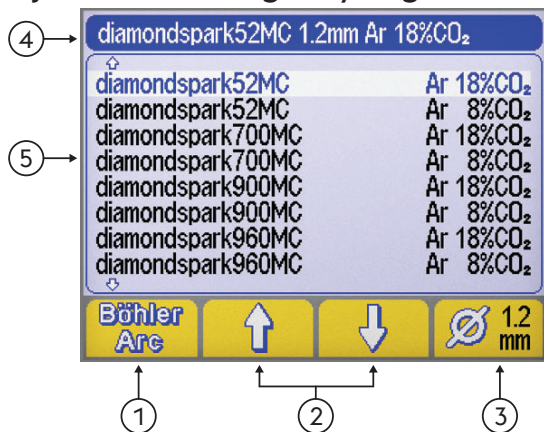 ④ diamondspark52MC 1.2mm Ar 18%CO₂
diamondspark52MC Ar 18%CO₂
diamondspark52MC Ar 8%CO₂
diamondspark700MC Ar 18%CO₂
⑤ diamondspark700MC Ar 8%CO₂
diamondspark900MC Ar 18%CO₂
diamondspark900MC Ar 8%CO₂
diamondspark960MC Ar 18%CO₂
diamondspark960MC Ar 8%CO₂
Böhler Arc
Ø 1.2 mm
① ② ③